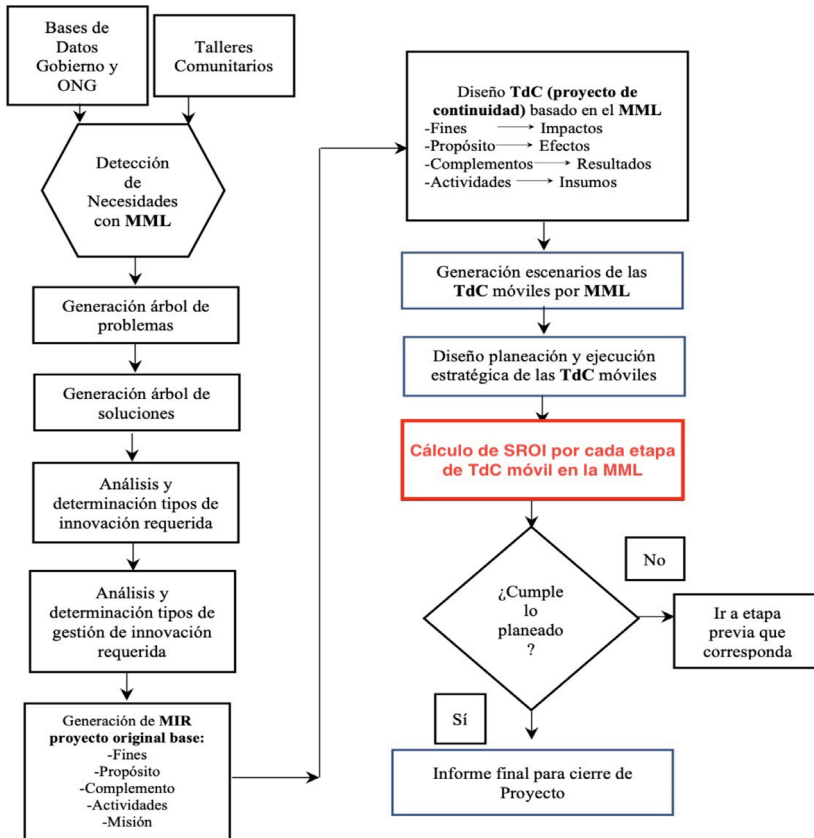 Bases de
Datos
Gobierno y
ONG
Talleres
Comunitarios
Detección
de
Necesidades
con MML
Generación árbol de
problemas
Generación árbol de
soluciones
Análisis y
determinación tipos de
innovación requerida
Análisis y
determinación tipos de
gestión de innovación
requerida
Generación de MIR
proyecto original base:
-Fines
-Propósito
-Complemento
-Actividades
-Misión
Diseño TdC (proyecto de
continuidad) basado en el MML
-Fines → Impactos
-Propósito → Efectos
-Complementos → Resultados
-Actividades → Insumos
Generación escenarios de las
TdC móviles por MML
Diseño planeación y ejecución
estratégica de las TdC móviles
Cálculo de SROI por cada etapa
de TdC móvil en la MML
¿Cumple
lo
planeado
?
No
Ir a etapa
previa que
corresponda
Sí
Informe final para cierre de
Proyecto